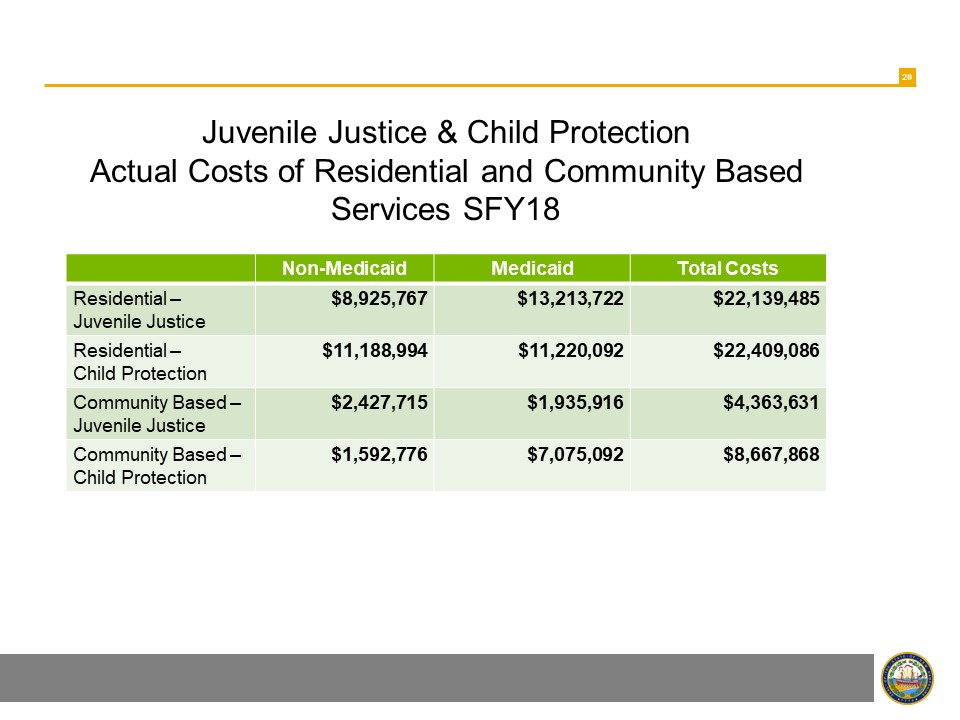 28
Juvenile Justice & Child Protection
Actual Costs of Residential and Community Based
Services SFY18
Non-Medicaid Medicaid Total Costs
Residential – $8,925,767 $13,213,722 $22,139,485
Juvenile Justice
Residential – $11,188,994 $11,220,092 $22,409,086
Child Protection
Community Based – $2,427,715 $1,935,916 $4,363,631
Juvenile Justice
Community Based – $1,592,776 $7,075,092 $8,667,868
Child Protection